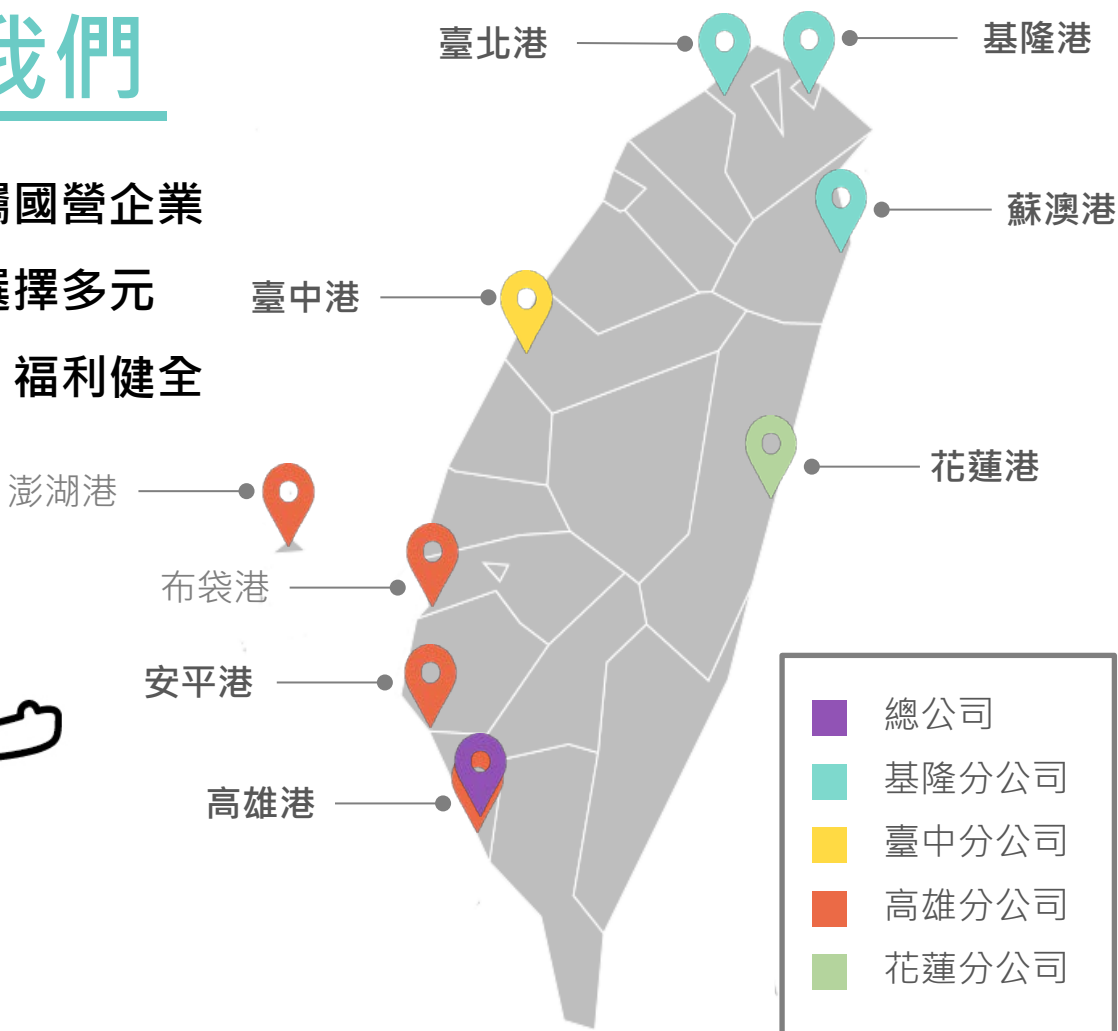 我們
國營企業
擇多元
福利健全
臺北港
基隆港
蘇澳港
臺中港
花蓮港
澎湖港
布袋港
安平港
高雄港
總公司
基隆分公司
臺中分公司
高雄分公司
花蓮分公司